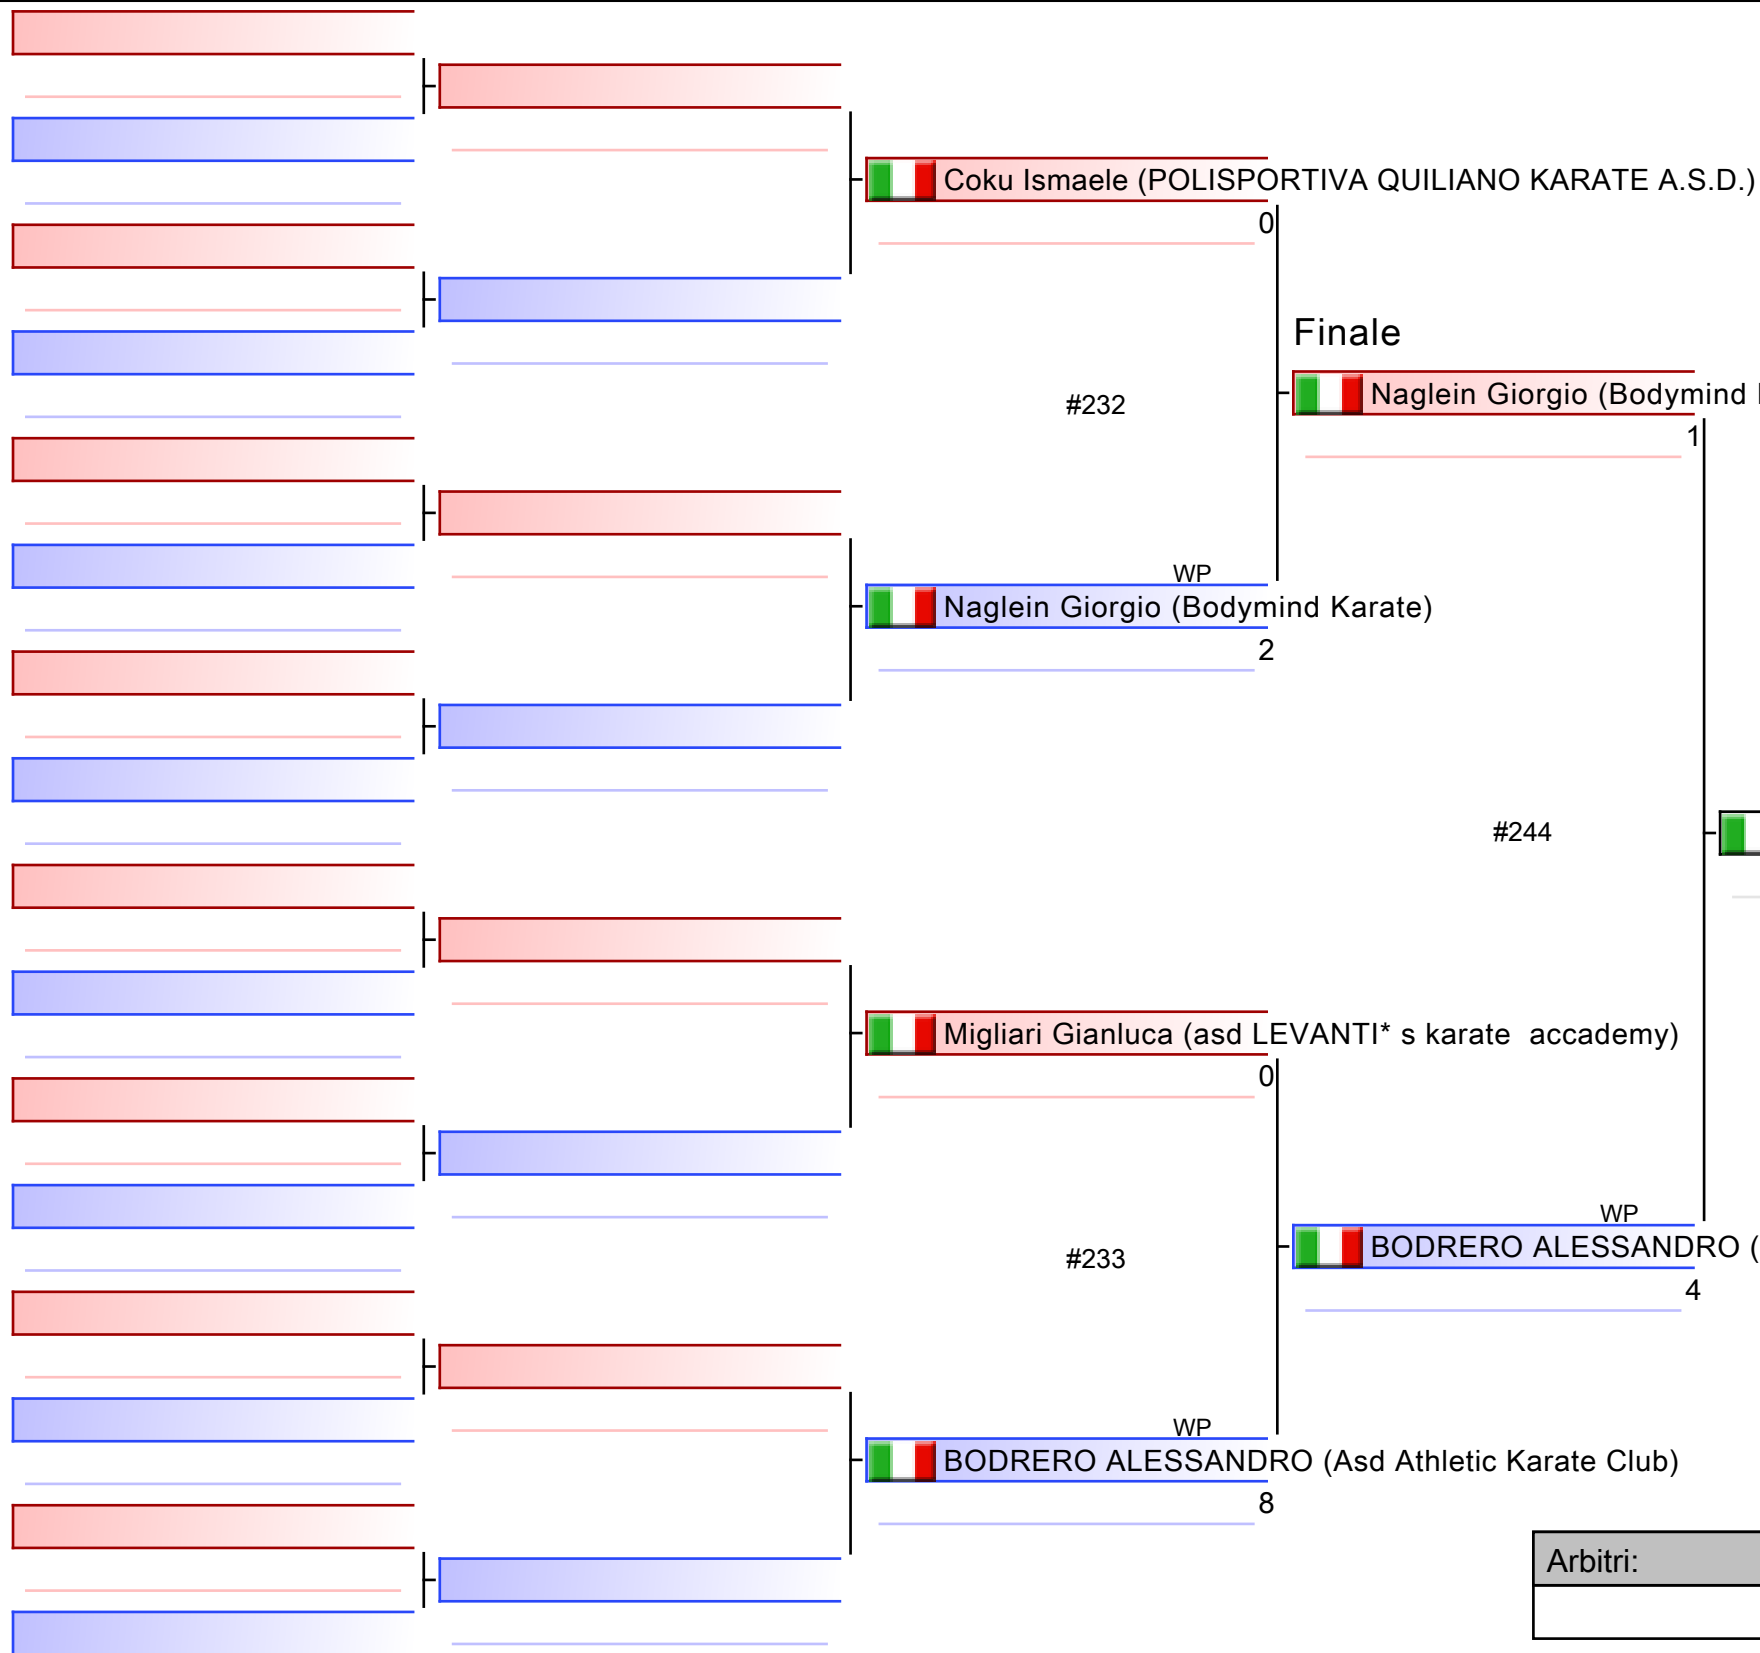 Coku Ismaele (POLISPORTIVA QUILIANO KARATE A.S.D.)
0
Finale
#232
Naglein Giorgio (Bodymind
1
WP
Naglein Giorgio (Bodymind Karate)
2
#244
Migliari Gianluca (asd LEVANTI* s karate  accademy)
0
WP
#233
BODRERO ALESSANDRO (
4
WP
BODRERO ALESSANDRO (Asd Athletic Karate Club)
8
Arbitri: